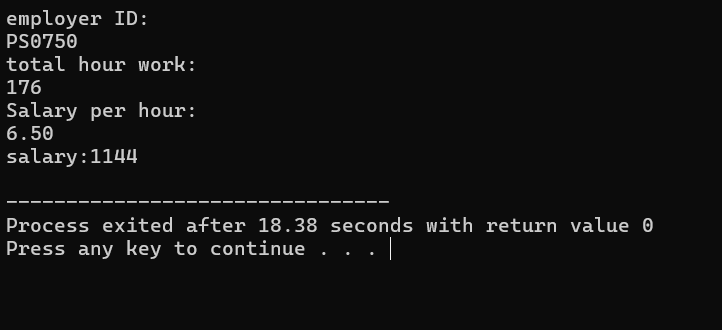 employer ID:
PS0750
total hour work:
176
Salary per hour:
6.50
salary:1144
--------------------------------
Process exited after 18.38 seconds with return value 0
Press any key to continue . . .